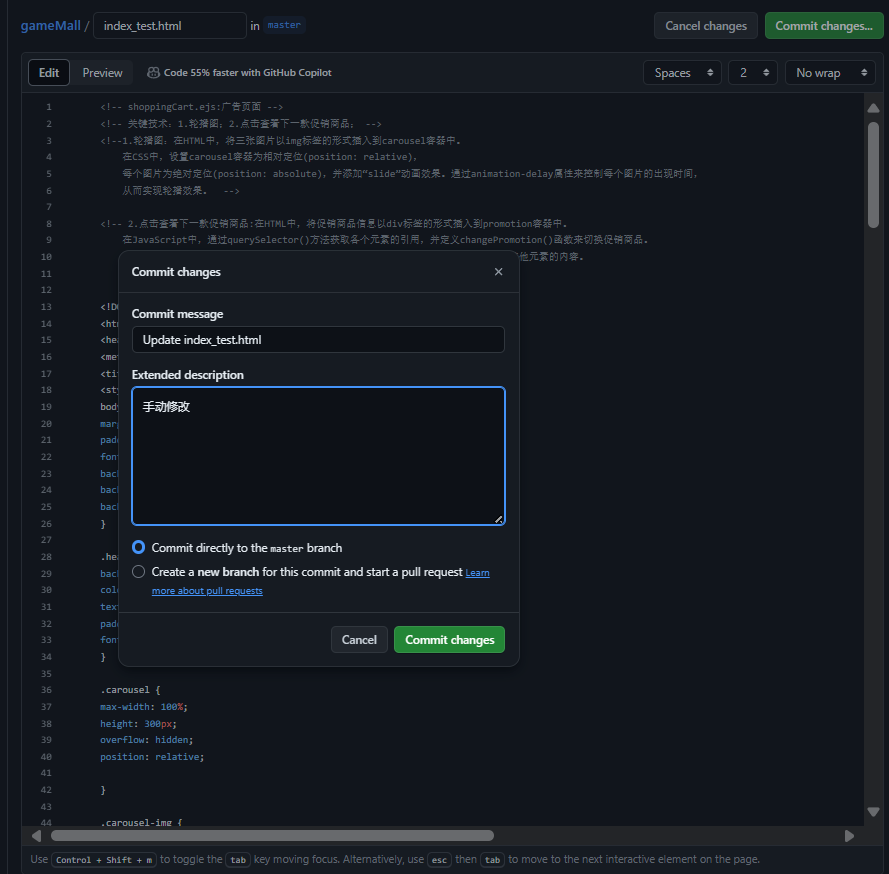 gameMall / index_test.html in master Cancel changes Commit changes...
Edit Preview Code 55% faster with GitHub Copilot Spaces 2 No wrap
1 <!-- shoppingCart.ejs:广告页面 -->
2 <!-- 关键技术：1.轮播图；2.点击查看下一款促销商品； -->
3 <!--1.轮播图：在HTML中，将三张图片以img标签的形式插入到carousel容器中。
4 在CSS中，设置carousel容器为相对定位(position: relative)，
5 每个图片为绝对定位(position: absolute)，并添加“slide”动画效果。通过animation-delay属性来控制每个图片的出现时间，
6 从而实现轮播效果。 -->
7
8 <!-- 2.点击查看下一款促销商品:在HTML中，将促销商品信息以div标签的形式插入到promotion容器中。
9 在JavaScript中，通过querySelector()方法获取各个元素的引用，并定义changePromotion()函数来切换促销商品。
10 他元素的内容。
11
12
13 <!DO
14 <htm
15 <hea
16 <met
17 <tit
18 <sty
19 body
20 marg
21 padd
22 font
23 back
24 back
25 back
26 }
27
28 .hea
29 back
30 colo
31 text
32 padd
33 font
34 }
35
36 .carousel {
37 max-width: 100%;
38 height: 300px;
39 overflow: hidden;
40 position: relative;
41
42 }
43
44 .carousel-img {
Commit changes
Commit message
Update index_test.html
Extended description
手动修改
Commit directly to the master branch
Create a new branch for this commit and start a pull request Learn
more about pull requests
Cancel Commit changes
Use Control + Shift + m to toggle the tab key moving focus. Alternatively, use esc then tab to move to the next interactive element on the page.